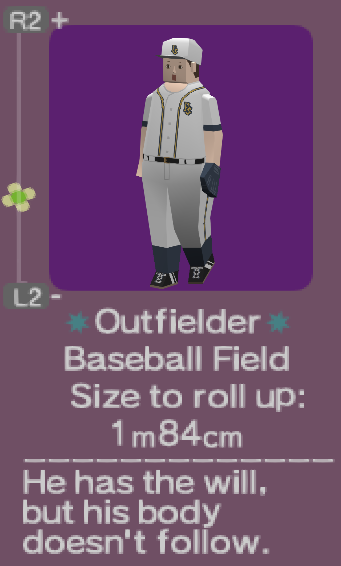 R2 +
L2 -
Outfielder
Baseball Field
Size to roll up:
1m84cm
He has the will,
but his body
doesn't follow.